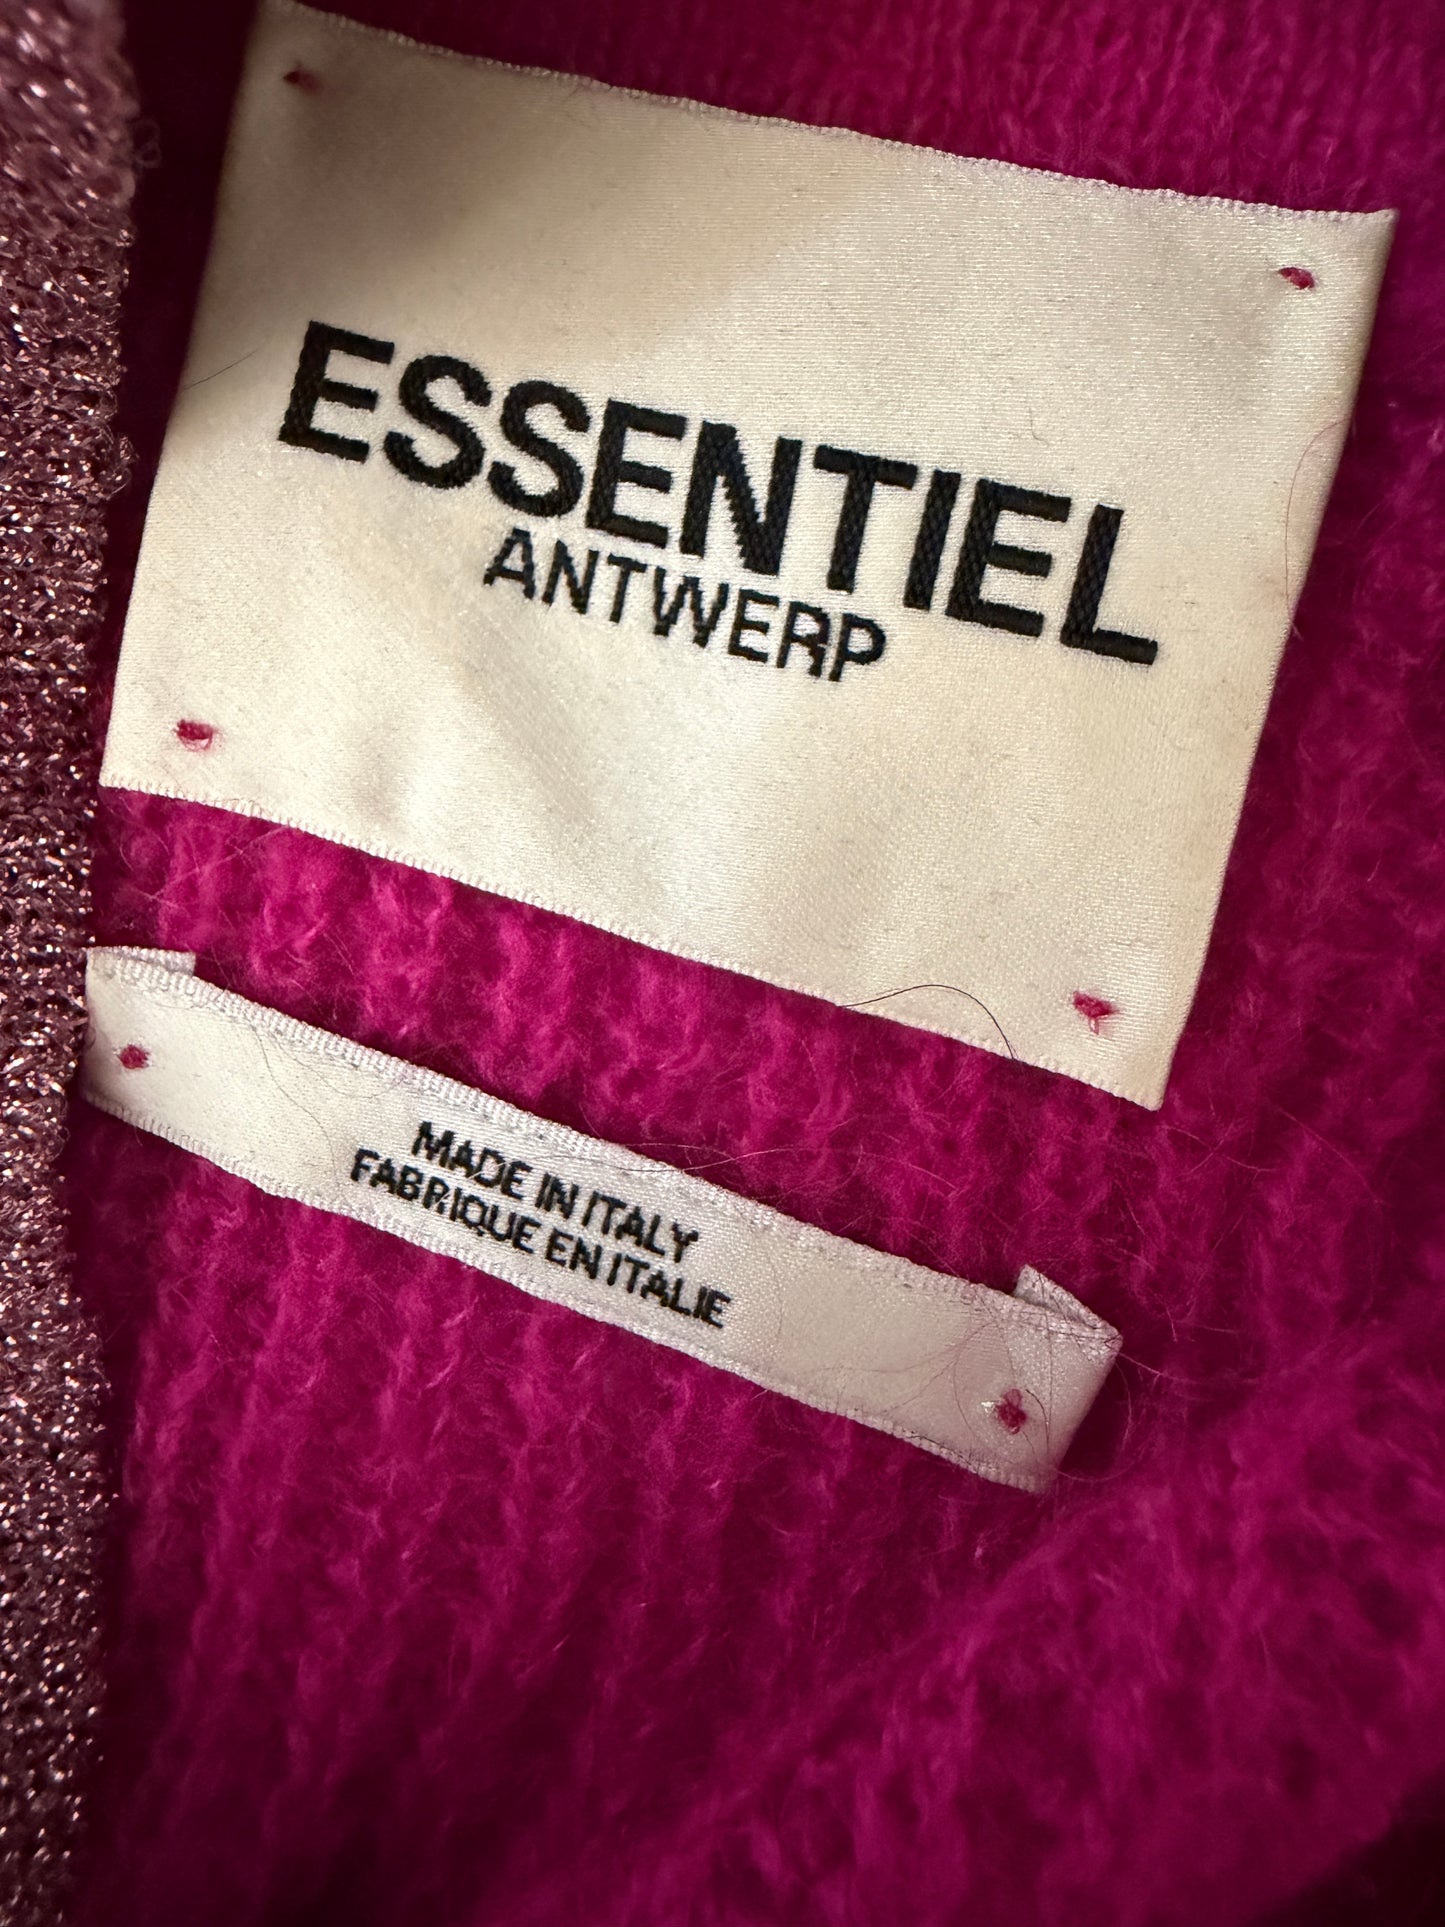 ESSENTIEL
ANTWERP
MADE IN ITALY
FABRIQUE EN ITALIE